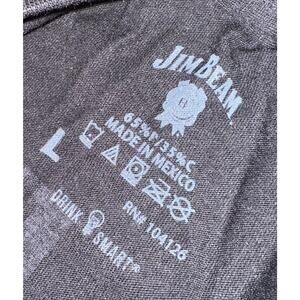 JIM BEAM
B
65%P/35%C
MADE IN MEXICO
L
RN# 104126
DRINK SMART®